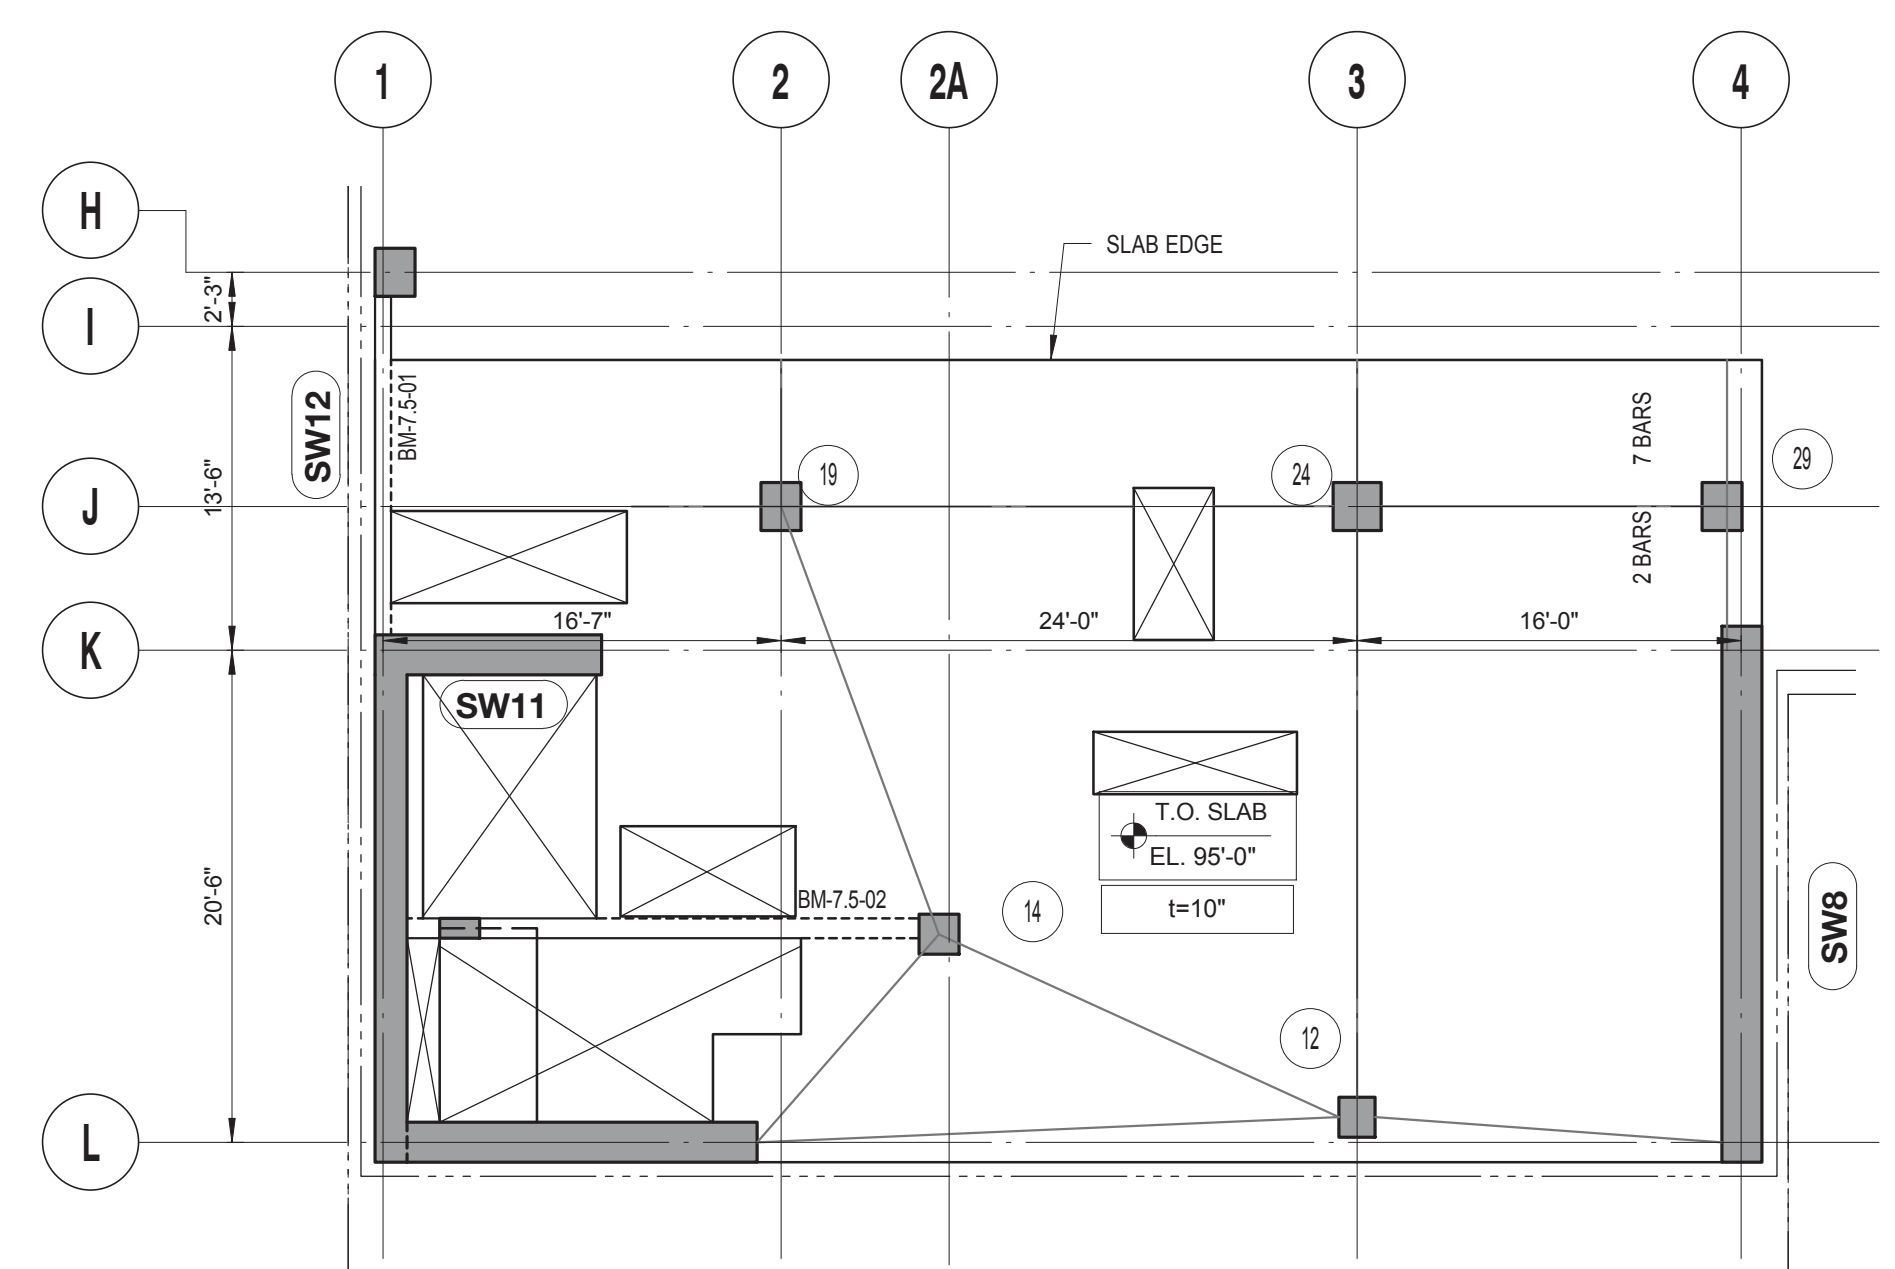 1
2
2A
3
4
H
SLAB EDGE
2'-3"
I
SW12
BM-7.5-01
7 BARS
13'-6"
19
24
29
J
2 BARS
16'-7"
24'-0"
16'-0"
K
SW11
T.O. SLAB
EL. 95'-0"
BM-7.5-02
20'-6"
14
t=10"
SW8
12
L